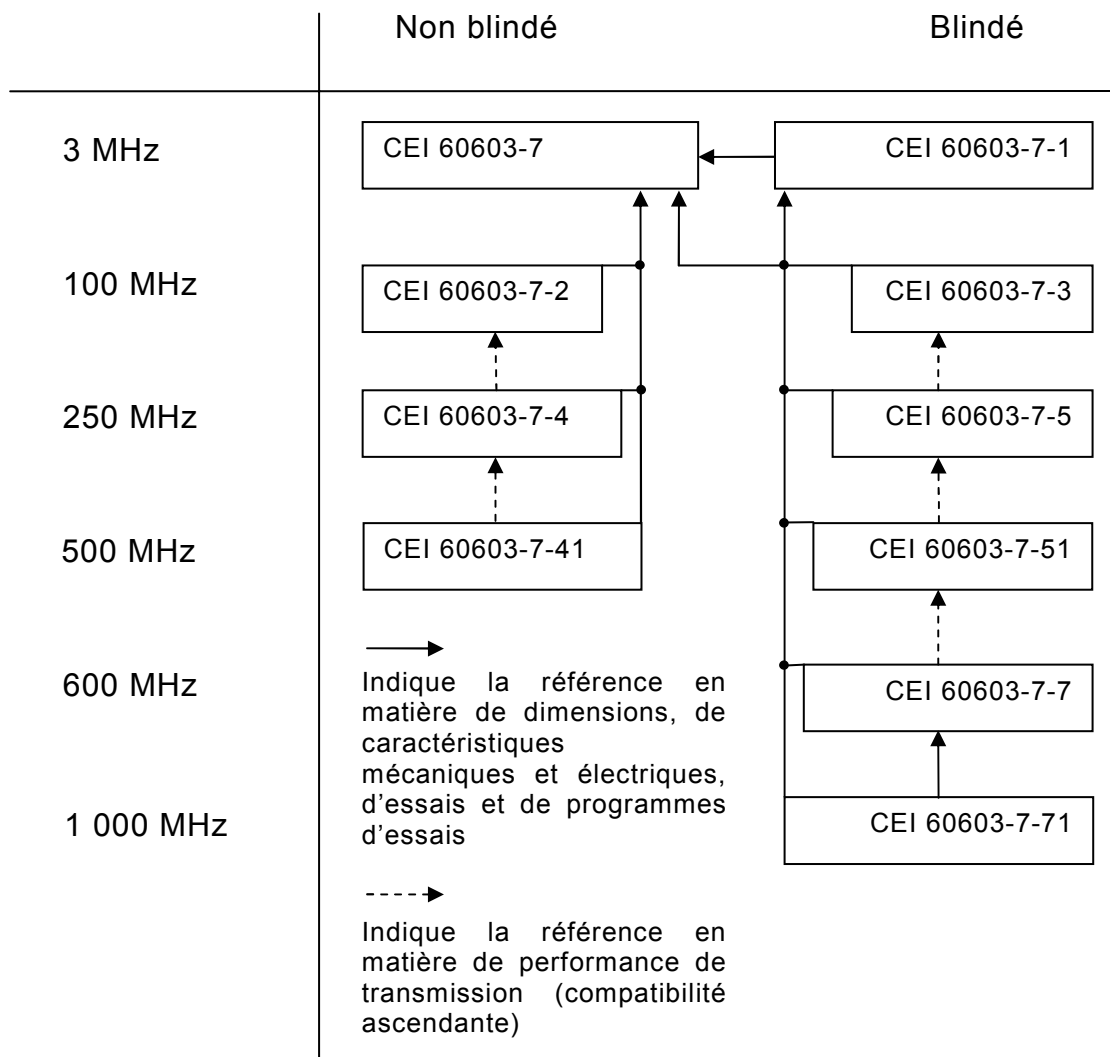 Non blindé
Blindé
3 MHz
CEI 60603-7
CEI 60603-7-1
100 MHz
CEI 60603-7-2
CEI 60603-7-3
250 MHz
CEI 60603-7-4
CEI 60603-7-5
500 MHz
CEI 60603-7-41
CEI 60603-7-51
600 MHz
CEI 60603-7-7
1 000 MHz
CEI 60603-7-71
Indique la référence en
matière de dimensions, de
caractéristiques
mécaniques et électriques,
d'essais et de programmes
d'essais
Indique la référence en
matière de performance de
transmission (compatibilité
ascendante)